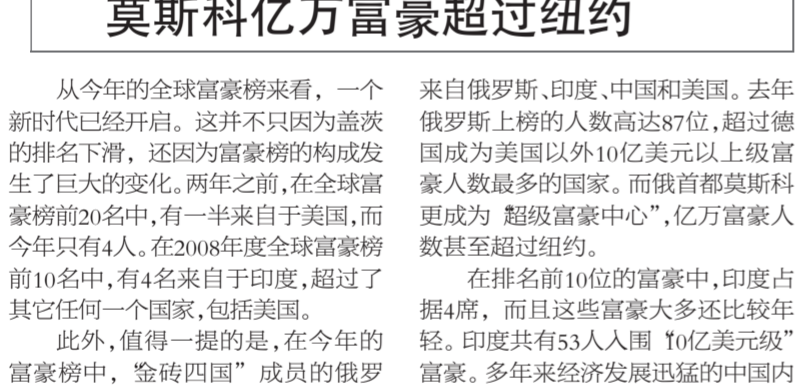 莫斯科亿万富豪超过纽约
从今年的全球富豪榜来看，一个
新时代已经开启。这并不只因为盖茨
的排名下滑，还因为富豪榜的构成发
生了巨大的变化。两年之前,在全球富
豪榜前20名中,有一半来自于美国,而
今年只有4人。在2008年度全球富豪榜
前10名中,有4名来自于印度,超过了
其它任何一个国家,包括美国。
此外,值得一提的是,在今年的
富豪榜中，“金砖四国”成员的俄罗
来自俄罗斯、印度、中国和美国。去年
俄罗斯上榜的人数高达87位,超过德
国成为美国以外10亿美元以上级富
豪人数最多的国家。而俄首都莫斯科
更成为“超级富豪中心”,亿万富豪人
数甚至超过纽约。
在排名前10位的富豪中,印度占
据4席，而且这些富豪大多还比较年
轻。印度共有53人入围“10亿美元级”
富豪。多年来经济发展迅猛的中国内